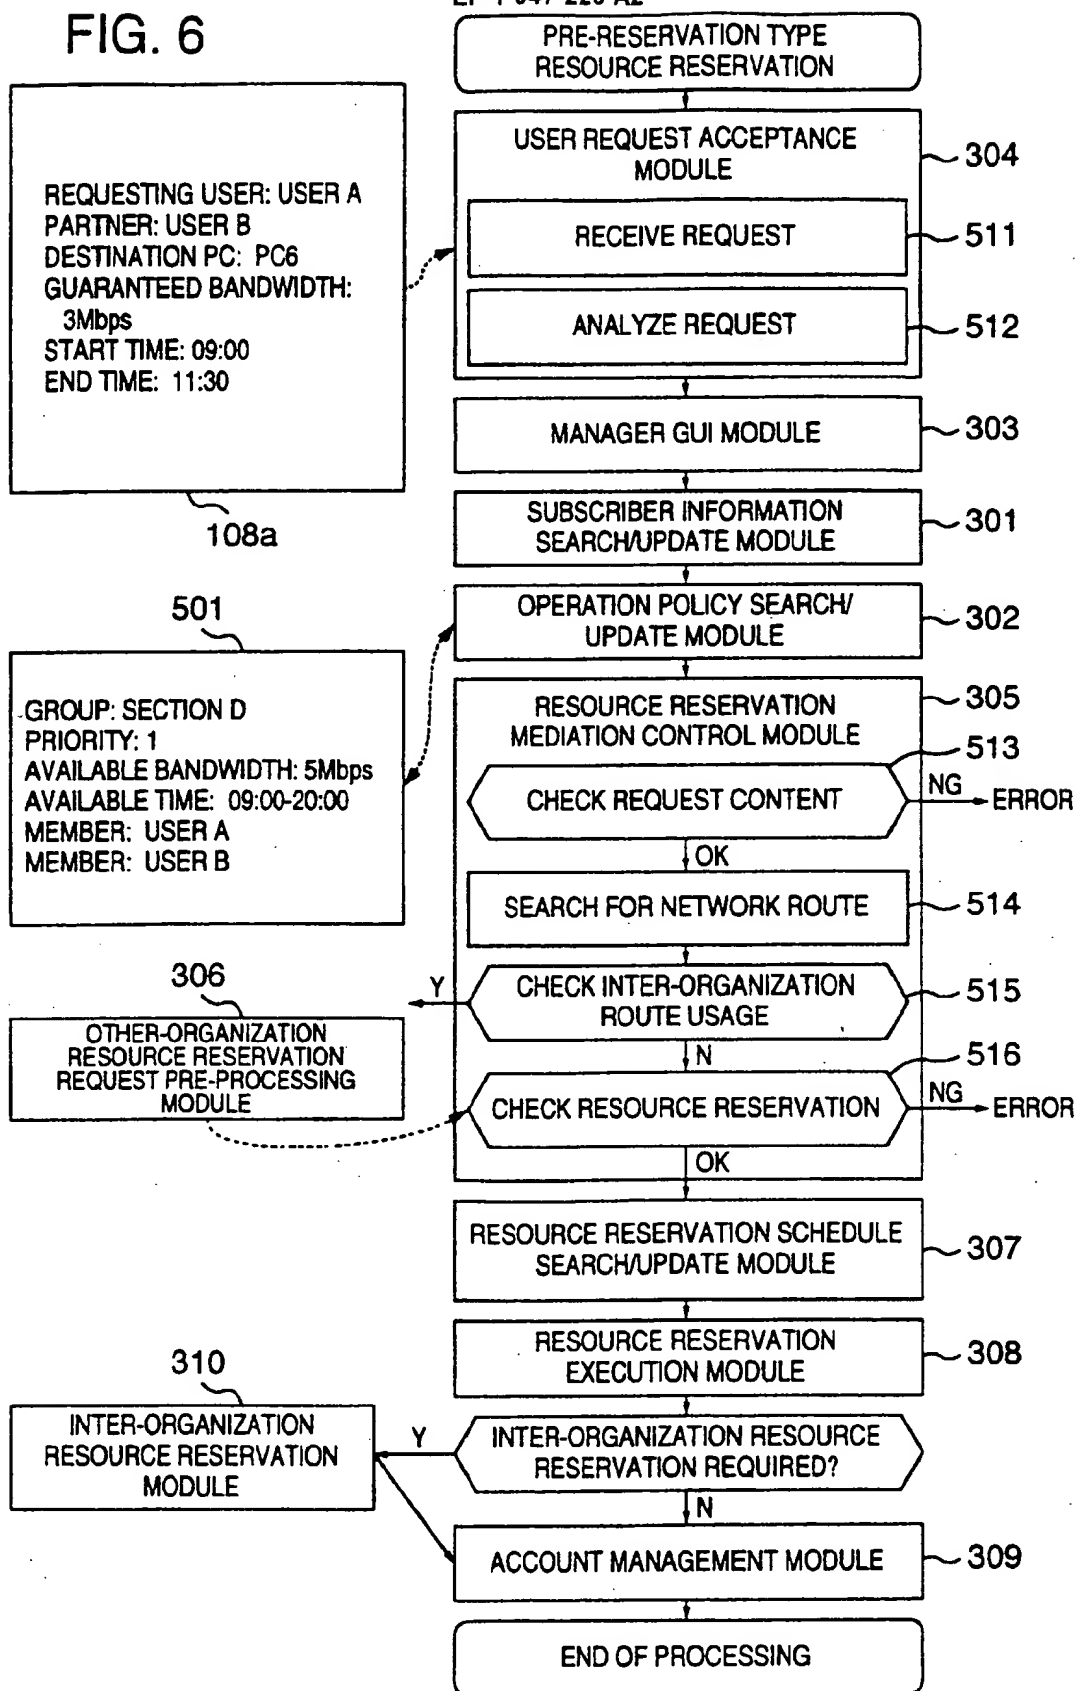 FIG. 6
PRE-RESERVATION TYPE
RESOURCE RESERVATION
REQUESTING USER: USER A
PARTNER: USER B
DESTINATION PC: PC6
GUARANTEED BANDWIDTH:
3Mbps
START TIME: 09:00
END TIME: 11:30
108a
USER REQUEST ACCEPTANCE
MODULE
304
RECEIVE REQUEST
511
ANALYZE REQUEST
512
MANAGER GUI MODULE
303
SUBSCRIBER INFORMATION
SEARCH/UPDATE MODULE
301
OPERATION POLICY SEARCH/
UPDATE MODULE
302
501
GROUP: SECTION D
PRIORITY: 1
AVAILABLE BANDWIDTH: 5Mbps
AVAILABLE TIME: 09:00-20:00
MEMBER: USER A
MEMBER: USER B
RESOURCE RESERVATION
MEDIATION CONTROL MODULE
305
513
CHECK REQUEST CONTENT
NG
ERROR
OK
SEARCH FOR NETWORK ROUTE
514
CHECK INTER-ORGANIZATION
ROUTE USAGE
515
Y
N
306
OTHER-ORGANIZATION
RESOURCE RESERVATION
REQUEST PRE-PROCESSING
MODULE
516
CHECK RESOURCE RESERVATION
NG
ERROR
OK
RESOURCE RESERVATION SCHEDULE
SEARCH/UPDATE MODULE
307
RESOURCE RESERVATION
EXECUTION MODULE
308
310
INTER-ORGANIZATION
RESOURCE RESERVATION
MODULE
Y
INTER-ORGANIZATION RESOURCE
RESERVATION REQUIRED?
N
ACCOUNT MANAGEMENT MODULE
309
END OF PROCESSING